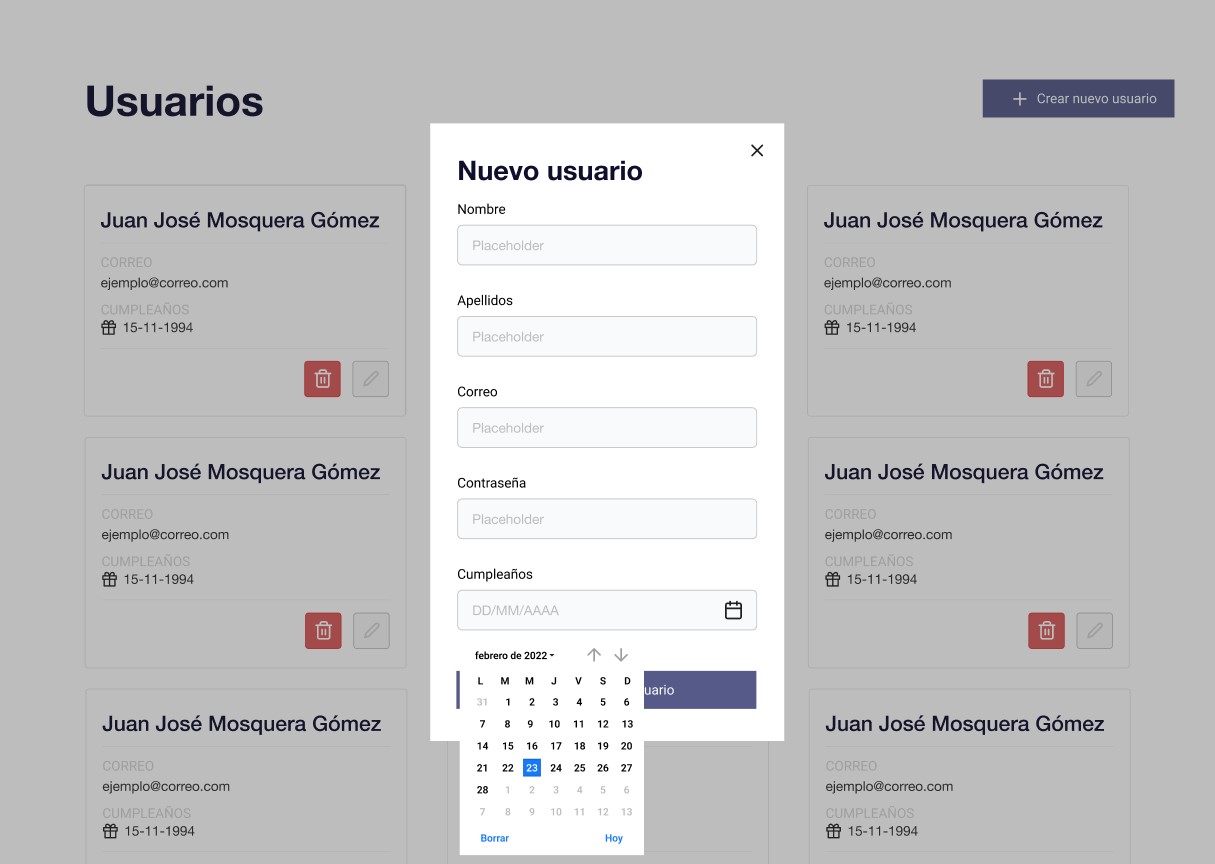 Usuarios
Crear nuevo usuario
Nuevo usuario
Nombre
Placeholder
Apellidos
Placeholder
Correo
Placeholder
Contraseña
Placeholder
Cumpleaños
DD/MM/AAAA
febrero de 2022
L M M J V S D
31 1 2 3 4 5 6
7 8 9 10 11 12 13
14 15 16 17 18 19 20
21 22 23 24 25 26 27
28 1 2 3 4 5 6
7 8 9 10 11 12 13
Borrar Hoy
uario
Juan José Mosquera Gómez
CORREO
ejemplo@correo.com
CUMPLEAÑOS
15-11-1994
Juan José Mosquera Gómez
CORREO
ejemplo@correo.com
CUMPLEAÑOS
15-11-1994
Juan José Mosquera Gómez
CORREO
ejemplo@correo.com
CUMPLEAÑOS
15-11-1994
Juan José Mosquera Gómez
CORREO
ejemplo@correo.com
CUMPLEAÑOS
15-11-1994
Juan José Mosquera Gómez
CORREO
ejemplo@correo.com
CUMPLEAÑOS
15-11-1994
Juan José Mosquera Gómez
CORREO
ejemplo@correo.com
CUMPLEAÑOS
15-11-1994